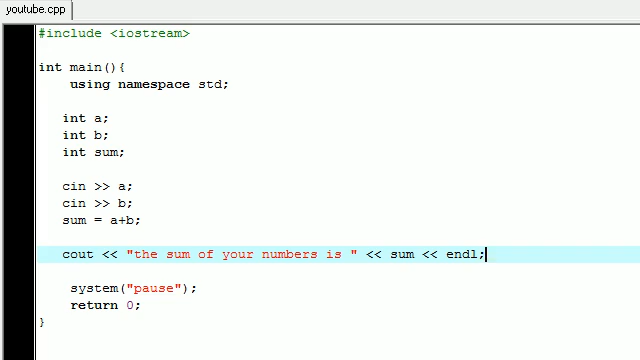 youtube.cpp
#include <iostream>
int main(){
using namespace std;
int a;
int b;
int sum;
cin >> a;
cin >> b;
sum = a+b;
cout << "the sum of your numbers is " << sum << endl;
system("pause");
return 0;
}